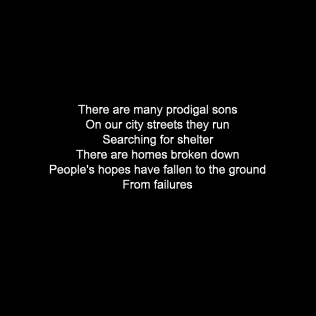 There are many prodigal sons
On our city streets they run
Searching for shelter
There are homes broken down
People's hopes have fallen to the ground
From failures